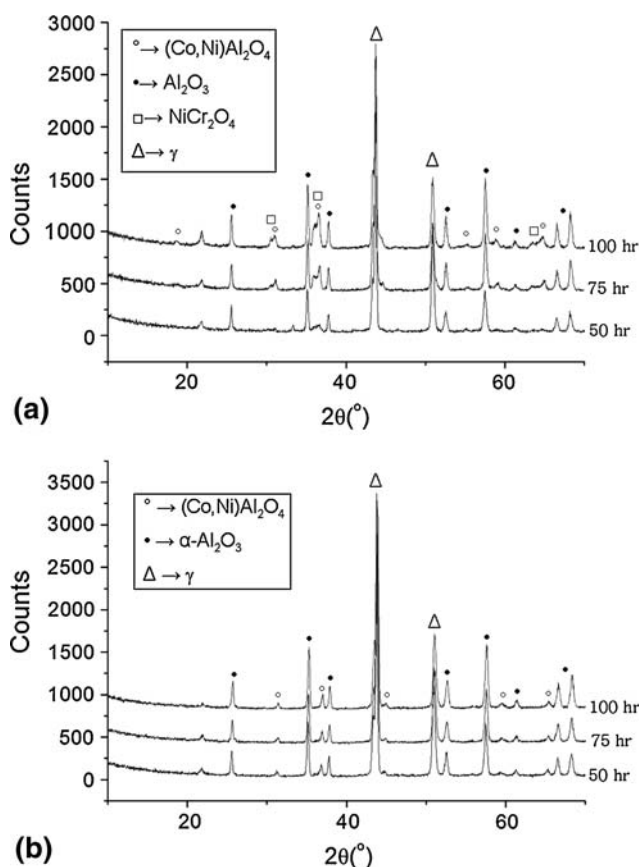 (a)
3000
2500
2000
1500
1000
500
0
Counts
○ → (Co,Ni)Al₂O₄
● → Al₂O₃
□ → NiCr₂O₄
Δ → γ
Δ
Δ
100 hr
75 hr
50 hr
20
40
60
2θ(°)
(b)
3500
3000
2500
2000
1500
1000
500
0
Counts
○ → (Co,Ni)Al₂O₄
● → α-Al₂O₃
Δ → γ
Δ
Δ
100 hr
75 hr
50 hr
20
40
60
2θ(°)